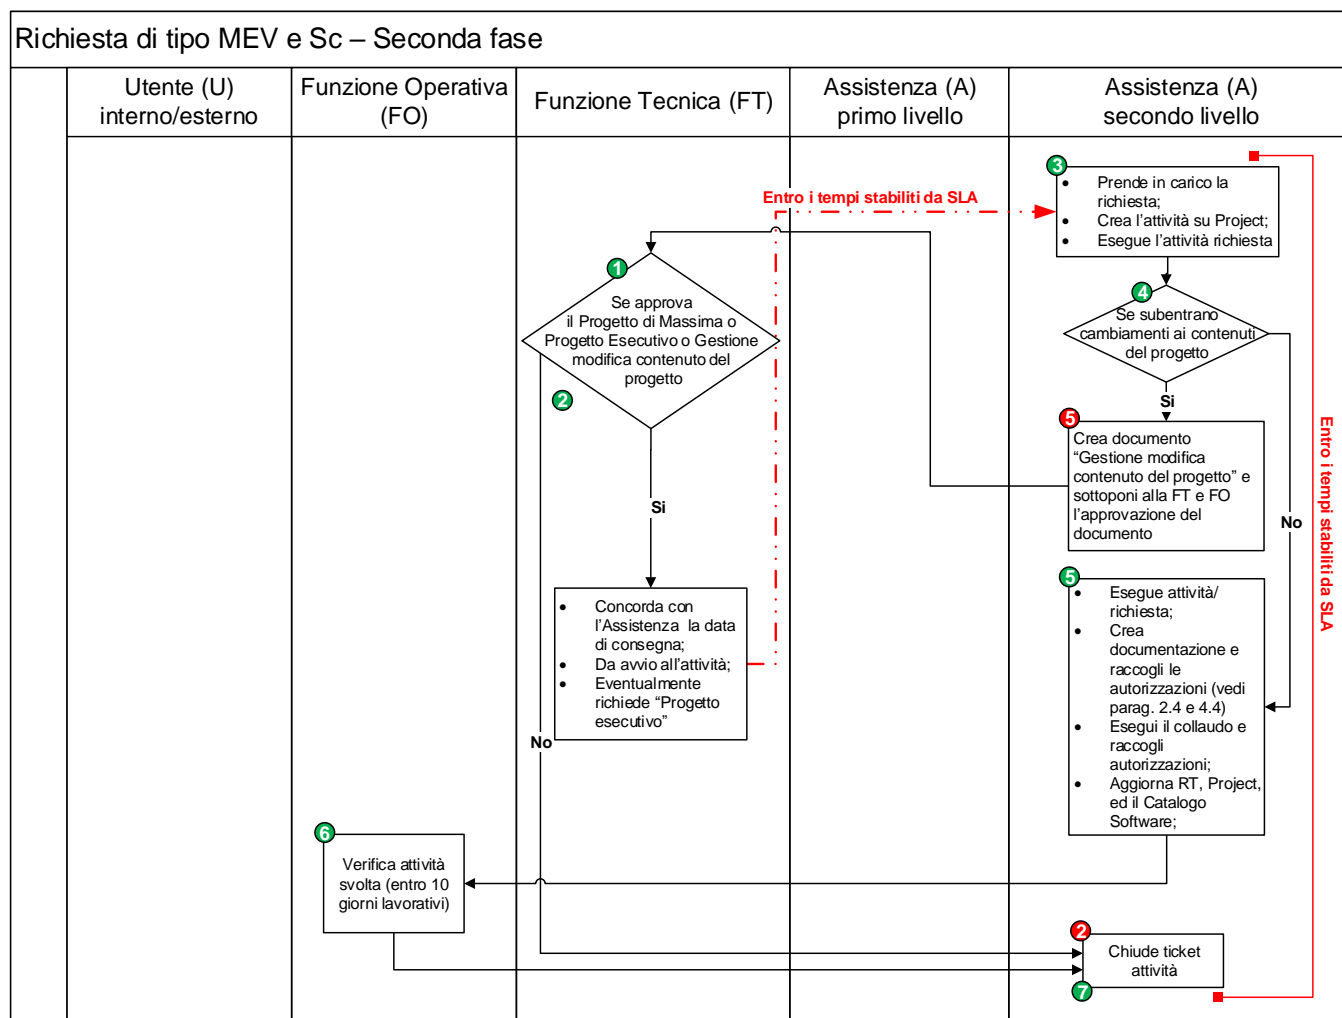 Richiesta di tipo MEV e Sc – Seconda fase
Utente (U)
interno/esterno
Funzione Operativa
(FO)
Funzione Tecnica (FT)
Assistenza (A)
primo livello
Assistenza (A)
secondo livello
3
• Prende in carico la
richiesta;
• Crea l'attività su Project;
• Esegue l'attività richiesta
Entro i tempi stabiliti da SLA
1
Se approva
il Progetto di Massima o
Progetto Esecutivo o Gestione
modifica contenuto del
progetto
2
4
Se subentrano
cambiamenti ai contenuti
del progetto
Si
5
Crea documento
“Gestione modifica
contenuto del progetto” e
sottoponi alla FT e FO
l'approvazione del
documento
No
Entro i tempi stabiliti da SLA
Si
• Concorda con
l'Assistenza la data
di consegna;
• Da avvio all'attività;
• Eventualmente
richiede “Progetto
esecutivo”
No
5
• Esegue attività/
richiesta;
• Crea
documentazione e
raccogli le
autorizzazioni (vedi
parag. 2.4 e 4.4)
• Esegui il collaudo e
raccogli
autorizzazioni;
• Aggiorna RT, Project,
ed il Catalogo
Software;
6
Verifica attività
svolta (entro 10
giorni lavorativi)
2
Chiude ticket
attività
7